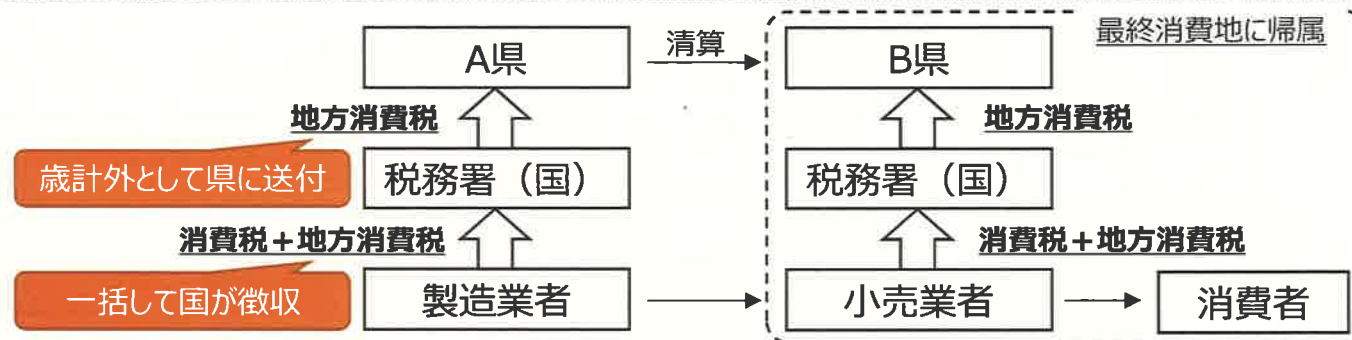 最終消費地に帰属
A県
清算
B県
地方消費税
地方消費税
歳計外として県に送付
税務署（国）
税務署（国）
消費税＋地方消費税
消費税＋地方消費税
一括して国が徴収
製造業者
小売業者
消費者